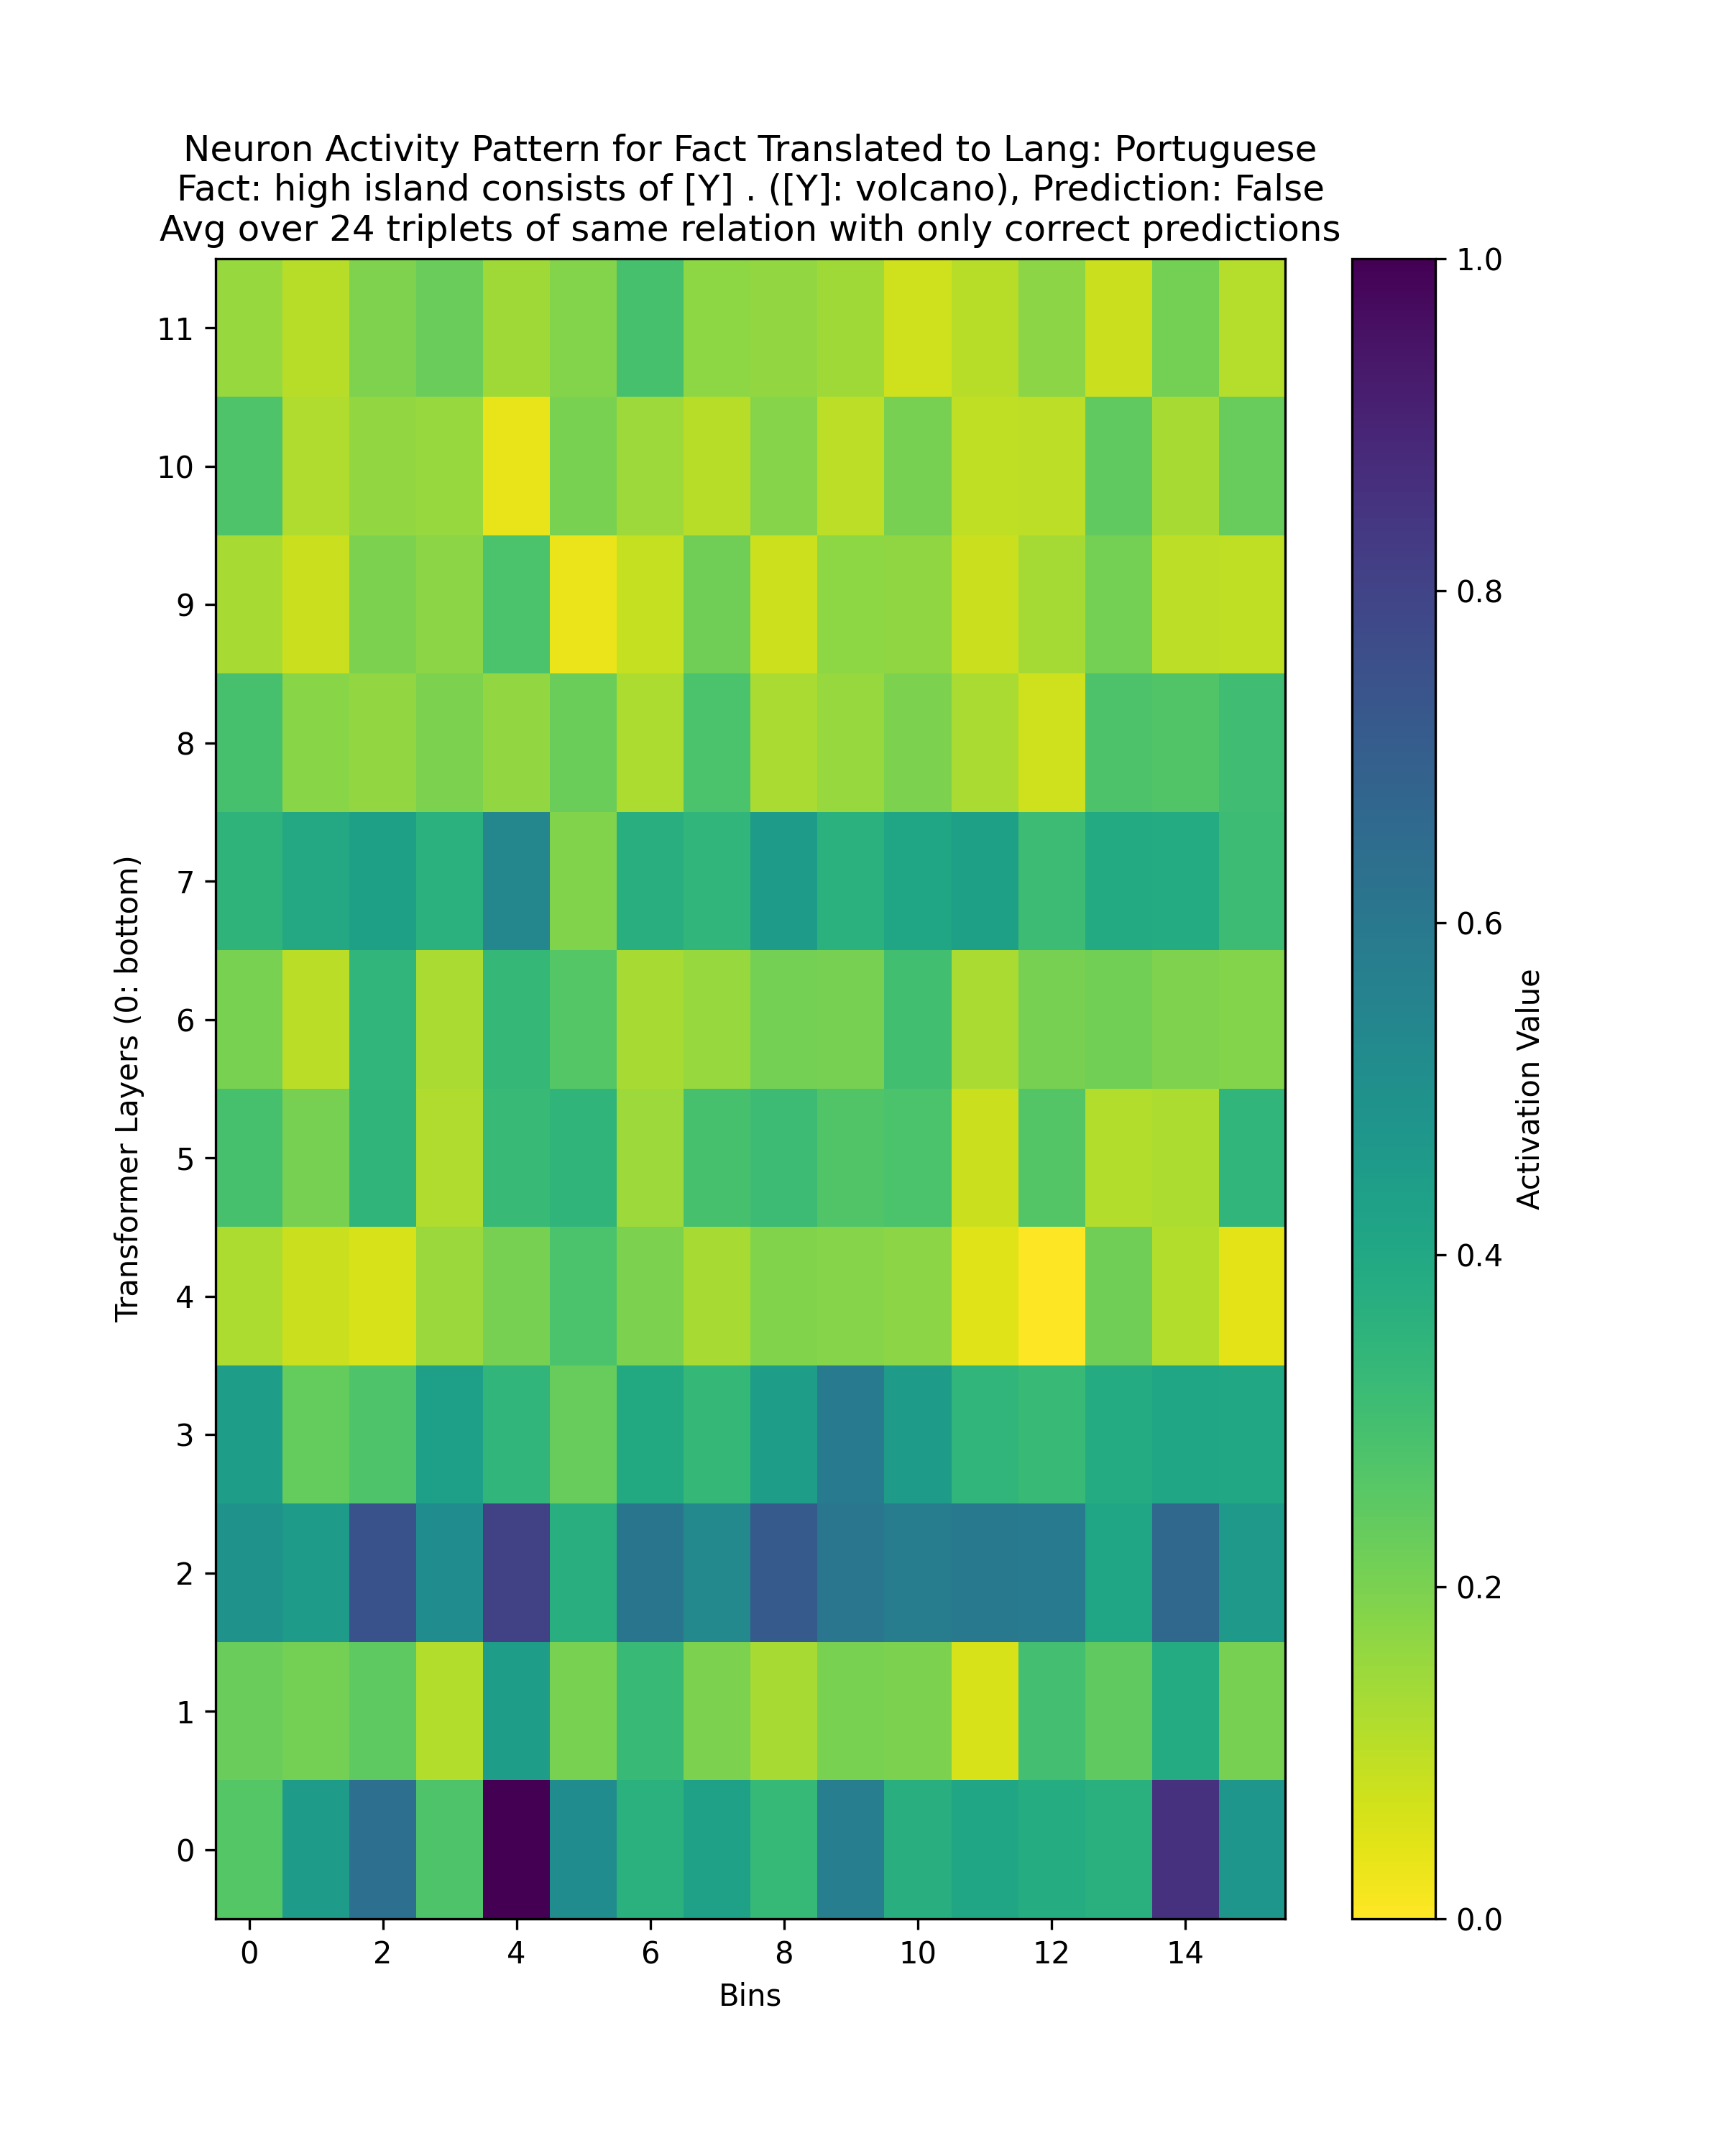 Neuron Activity Pattern for Fact Translated to Lang: Portuguese
Fact: high island consists of [Y] . ([Y]: volcano), Prediction: False
Avg over 24 triplets of same relation with only correct predictions
11
10
9
8
7
6
5
4
3
2
1
0
Transformer Layers (0: bottom)
0 2 4 6 8 10 12 14
Bins
1.0
0.8
0.6
0.4
0.2
0.0
Activation Value